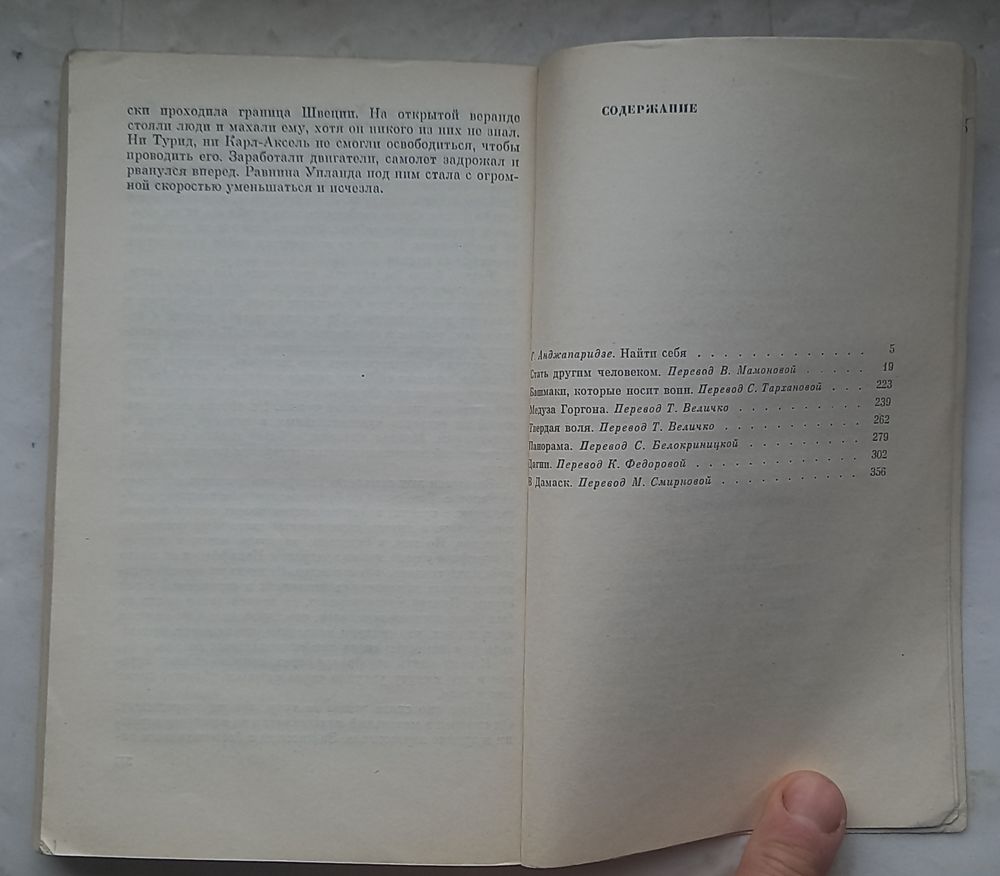 ски проходила граница Швеции. На открытой веранде
стояли люди и махали ему, хотя он никого из них не знал.
Ни Турид, ни Карл-Аксель не смогли освободиться, чтобы
проводить его. Заработали двигатели, самолет задрожал и
рванулся вперед. Равнина Упланда под ним стала с огром-
ной скоростью уменьшаться и исчезла.
СОДЕРЖАНИЕ
Г Анджапаридзе. Найти себя . . . . . . . . . . . . . 5
Стать другим человеком. Перевод В. Мамоновой . . . . . 19
Башмаки, которые носит воин. Перевод С. Тархановой . . . 223
Медуза Горгона. Перевод Т. Величко . . . . . . . . . . 239
Твердая воля. Перевод Т. Величко . . . . . . . . . . . 262
Панорама. Перевод С. Белокриницкой . . . . . . . . . 279
Дагни. Перевод К. Федоровой . . . . . . . . . . . . . 302
В Дамаск. Перевод М. Смирновой . . . . . . . . . . . 356